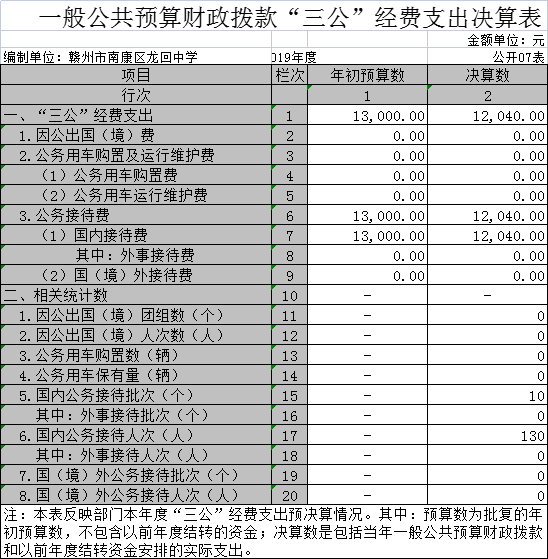 一般公共预算财政拨款“三公”经费支出决算表
金额单位：元
编制单位：赣州市南康区龙回中学 019年度 公开07表
项目 栏次 年初预算数 决算数
行次 1 2
一、“三公”经费支出 1 13,000.00 12,040.00
1.因公出国（境）费 2 0.00 0.00
2.公务用车购置及运行维护费 3 0.00 0.00
（1）公务用车购置费 4 0.00 0.00
（2）公务用车运行维护费 5 0.00 0.00
3.公务接待费 6 13,000.00 12,040.00
（1）国内接待费 7 13,000.00 12,040.00
其中：外事接待费 8 0.00 0.00
（2）国（境）外接待费 9 0.00 0.00
二、相关统计数 10 - -
1.因公出国（境）团组数（个） 11 - 0
2.因公出国（境）人次数（人） 12 - 0
3.公务用车购置数（辆） 13 - 0
4.公务用车保有量（辆） 14 - 0
5.国内公务接待批次（个） 15 - 10
其中：外事接待批次（个） 16 - 0
6.国内公务接待人次（人） 17 - 130
其中：外事接待人次（人） 18 - 0
7.国（境）外公务接待批次（个） 19 - 0
8.国（境）外公务接待人次（人） 20 - 0
注：本表反映部门本年度“三公”经费支出预决算情况。其中：预算数为批复的年
初预算数，不包含以前年度结转的资金；决算数是包括当年一般公共预算财政拨款
和以前年度结转资金安排的实际支出。